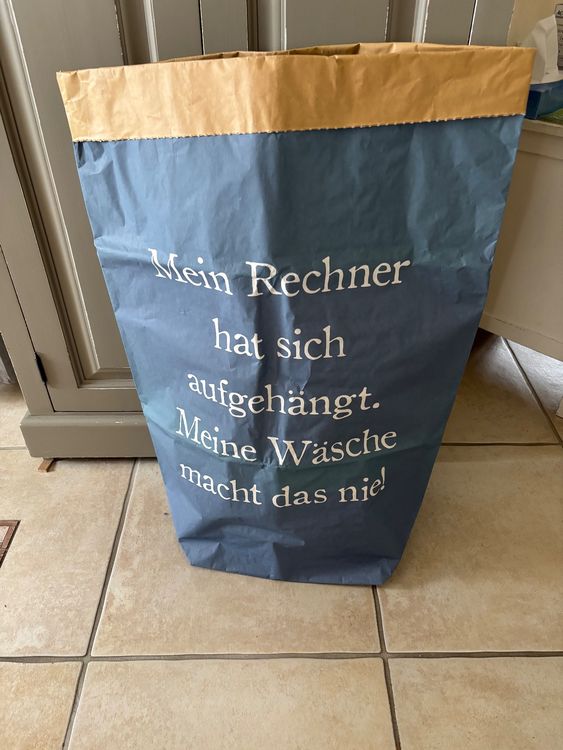 Mein Rechner
hat sich
aufgehängt.
Meine Wäsche
macht das nie!